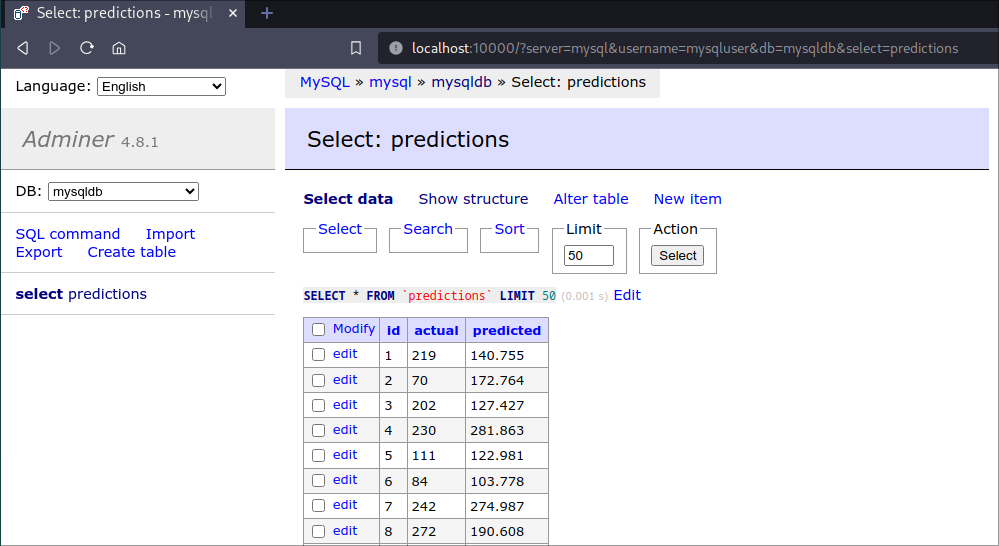 Select: predictions - mysql
localhost:10000/?server=mysql&username=mysqluser&db=mysqldb&select=predictions
Language: English
MySQL » mysql » mysqldb » Select: predictions
Adminer 4.8.1
Select: predictions
DB: mysqldb
Select data Show structure Alter table New item
SQL command Import
Export Create table
Select Search Sort Limit Action
50 Select
select predictions
SELECT * FROM `predictions` LIMIT 50 (0.001 s) Edit
Modify id actual predicted
edit 1 219 140.755
edit 2 70 172.764
edit 3 202 127.427
edit 4 230 281.863
edit 5 111 122.981
edit 6 84 103.778
edit 7 242 274.987
edit 8 272 190.608